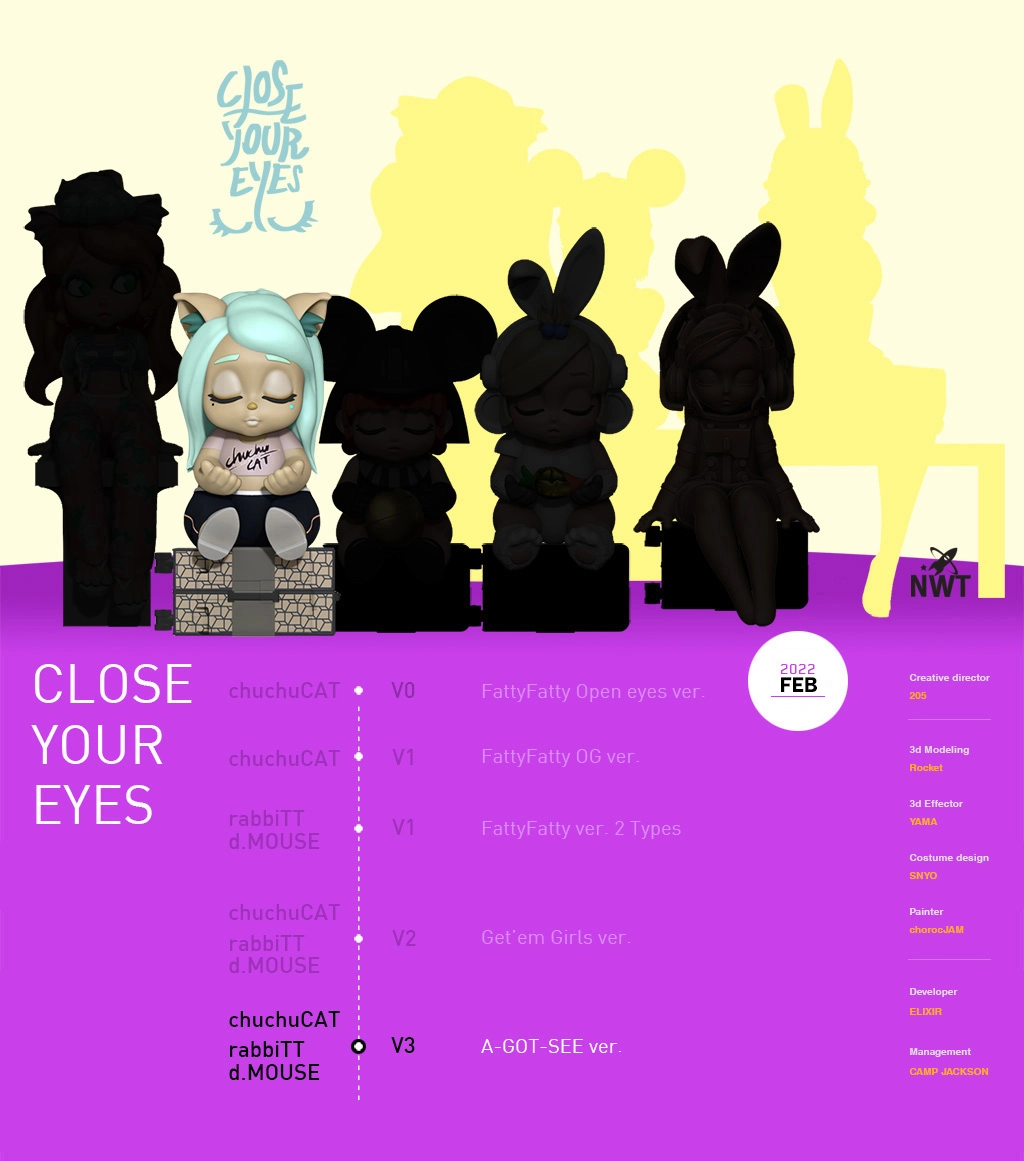 CLOSE
YOUR
EYES
chuchu
CAT
NWT
CLOSE
YOUR
EYES
chuchuCAT V0 FattyFatty Open eyes ver.
chuchuCAT V1 FattyFatty OG ver.
rabbiTT
d.MOUSE V1 FattyFatty ver. 2 Types
chuchuCAT
rabbiTT
d.MOUSE V2 Get'em Girls ver.
chuchuCAT
rabbiTT
d.MOUSE V3 A-GOT-SEE ver.
2022
FEB
Creative director
205
3d Modeling
Rocket
3d Effector
YAMA
Costume design
SNYO
Painter
chorocJAM
Developer
ELIXIR
Management
CAMP JACKSON